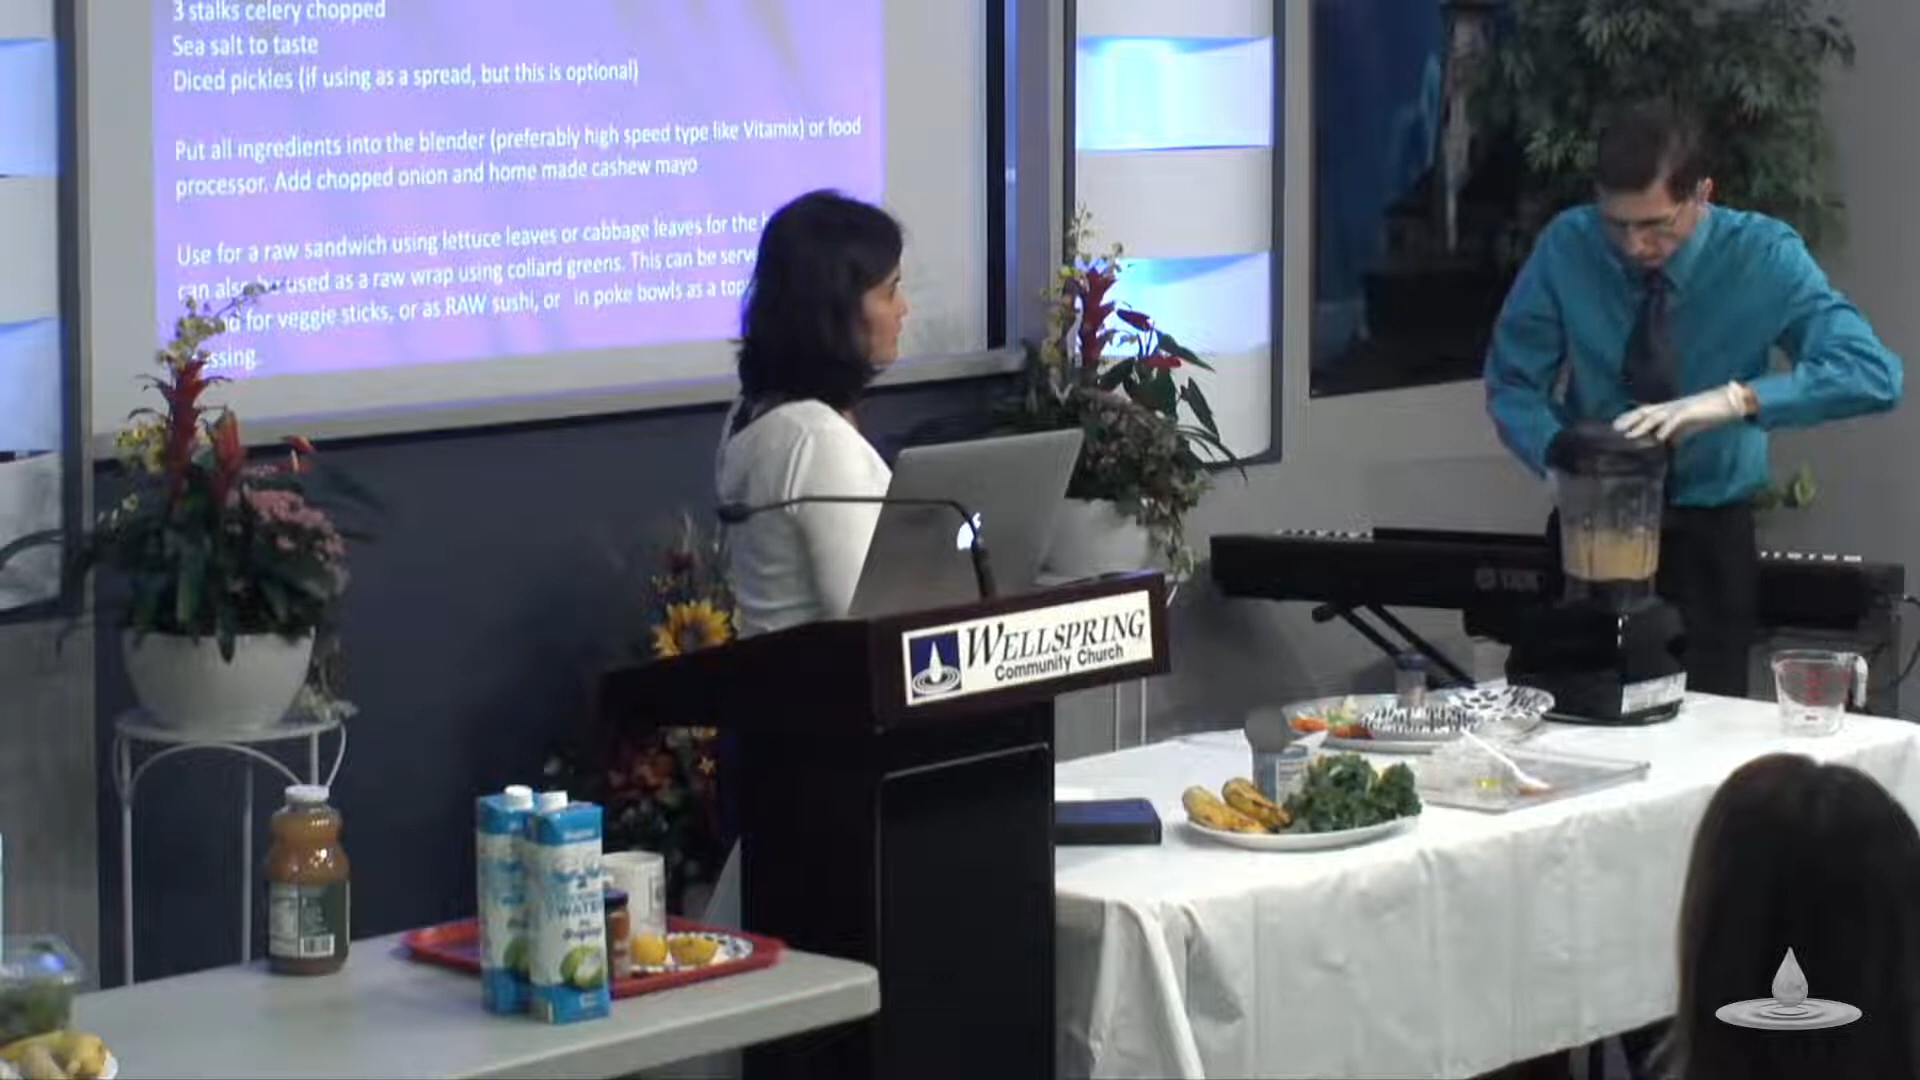 3 stalks celery chopped
Sea salt to taste
Diced pickles (if using as a spread, but this is optional)
Put all ingredients into the blender (preferably high speed type like Vitamix) or food
processor. Add chopped onion and home made cashew mayo
Use for a raw sandwich using lettuce leaves or cabbage leaves for the
can also be used as a raw wrap using collard greens. This can be
for veggie sticks, or as RAW sushi, or in poke bowls as a
WELLSPRING
Community Church
WATER